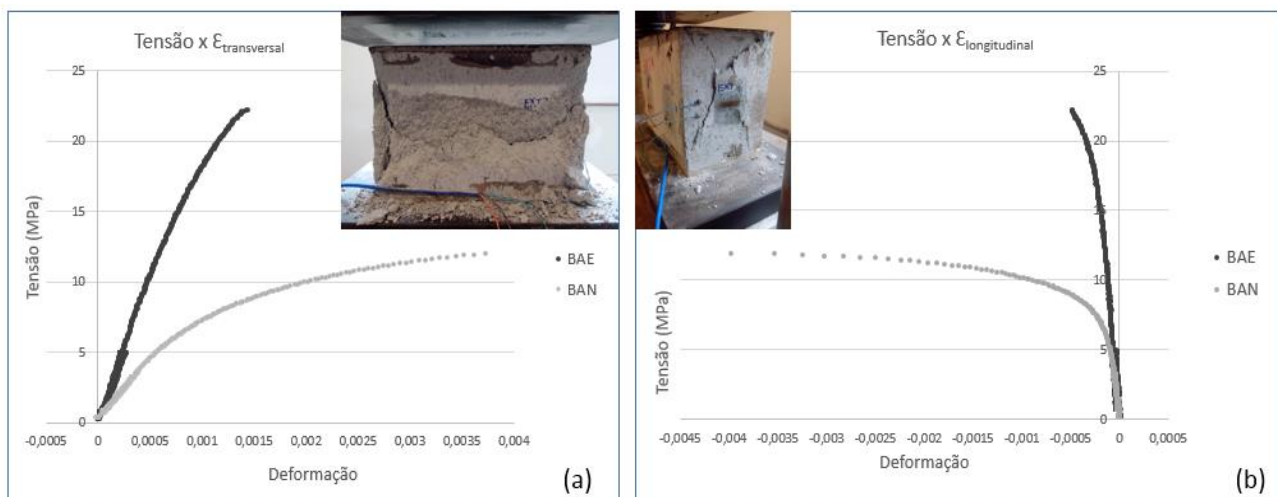 Tensão x Ɛtransversal
25
20
15
10
5
0
-0,0005 0 0,0005 0,001 0,0015 0,002 0,0025 0,003 0,0035 0,004
Tensão (MPa)
Deformação
BAE
BAN
EXT
(a)
Tensão x Ɛlongitudinal
25
20
15
10
5
0
-0,0045 -0,004 -0,0035 -0,003 -0,0025 -0,002 -0,0015 -0,001 -0,0005 0 0,0005
Tensão (MPa)
Deformação
BAE
BAN
EXT
(b)